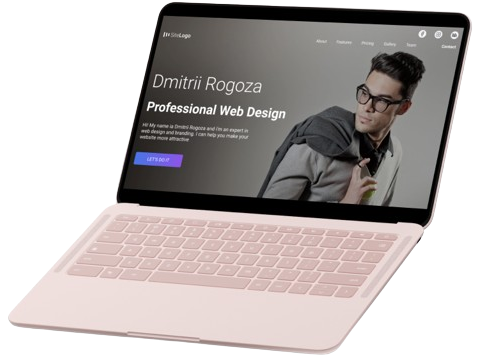 SiteLogo
About Features Pricing Gallery Team Contact
Dmitrii Rogoza
Professional Web Design
Hi! My name is Dmitrii Rogoza and I'm an expert in
web design and branding. I can help you make your
website more attractive
LET'S DO IT